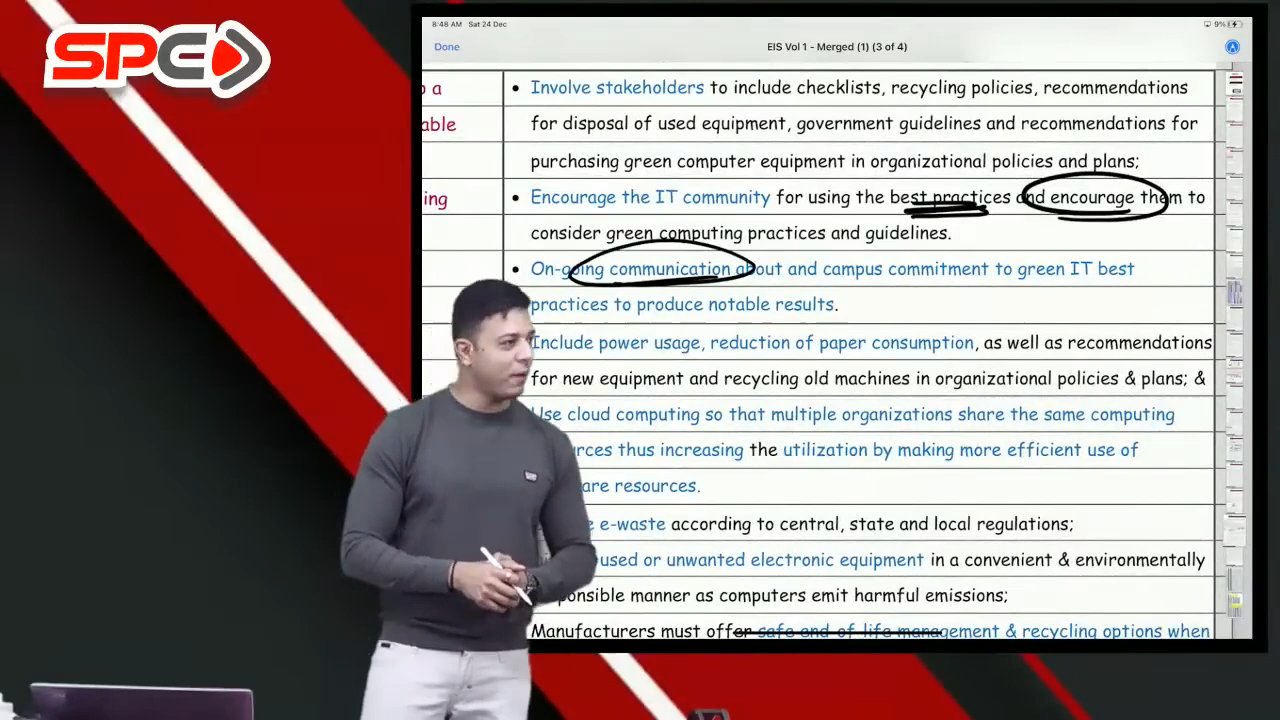 SPC
8:48 AM Sat 24 Dec
9%
Done
EIS Vol 1 - Merged (1) (3 of 4)
a
able
ing
• Involve stakeholders to include checklists, recycling policies, recommendations
for disposal of used equipment, government guidelines and recommendations for
purchasing green computer equipment in organizational policies and plans;
• Encourage the IT community for using the best practices and encourage them to
consider green computing practices and guidelines.
• On-going communication about and campus commitment to green IT best
practices to produce notable results.
Include power usage, reduction of paper consumption, as well as recommendations
for new equipment and recycling old machines in organizational policies & plans; &
Use cloud computing so that multiple organizations share the same computing
rces thus increasing the utilization by making more efficient use of
are resources.
e-waste according to central, state and local regulations;
used or unwanted electronic equipment in a convenient & environmentally
ponsible manner as computers emit harmful emissions;
Manufacturers must offer safe end-of-life management & recycling options when